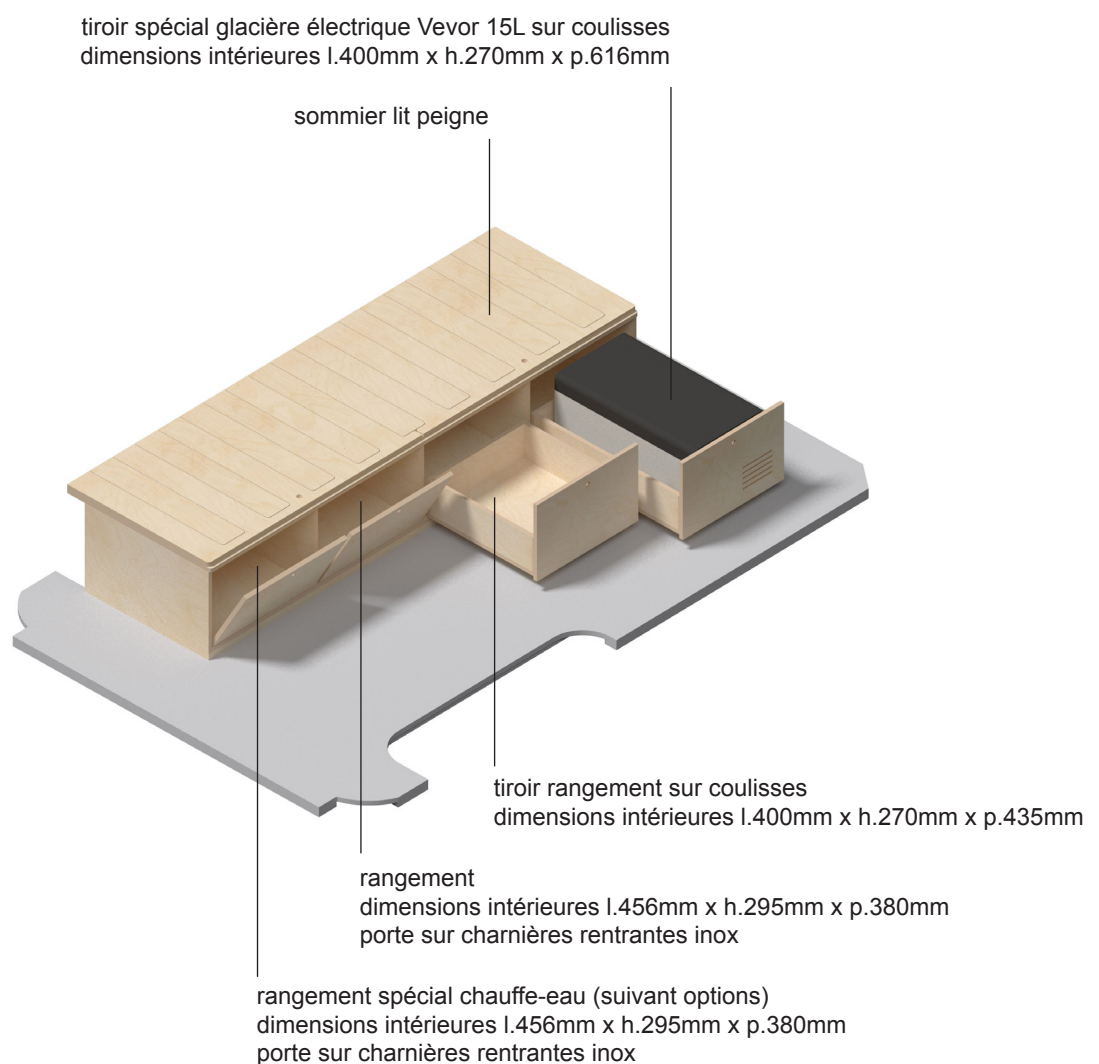 tiroir spécial glacière électrique Vevor 15L sur coulisses
dimensions intérieures l.400mm x h.270mm x p.616mm
sommier lit peigne
tiroir rangement sur coulisses
dimensions intérieures l.400mm x h.270mm x p.435mm
rangement
dimensions intérieures l.456mm x h.295mm x p.380mm
porte sur charnières rentrantes inox
rangement spécial chauffe-eau (suivant options)
dimensions intérieures l.456mm x h.295mm x p.380mm
porte sur charnières rentrantes inox